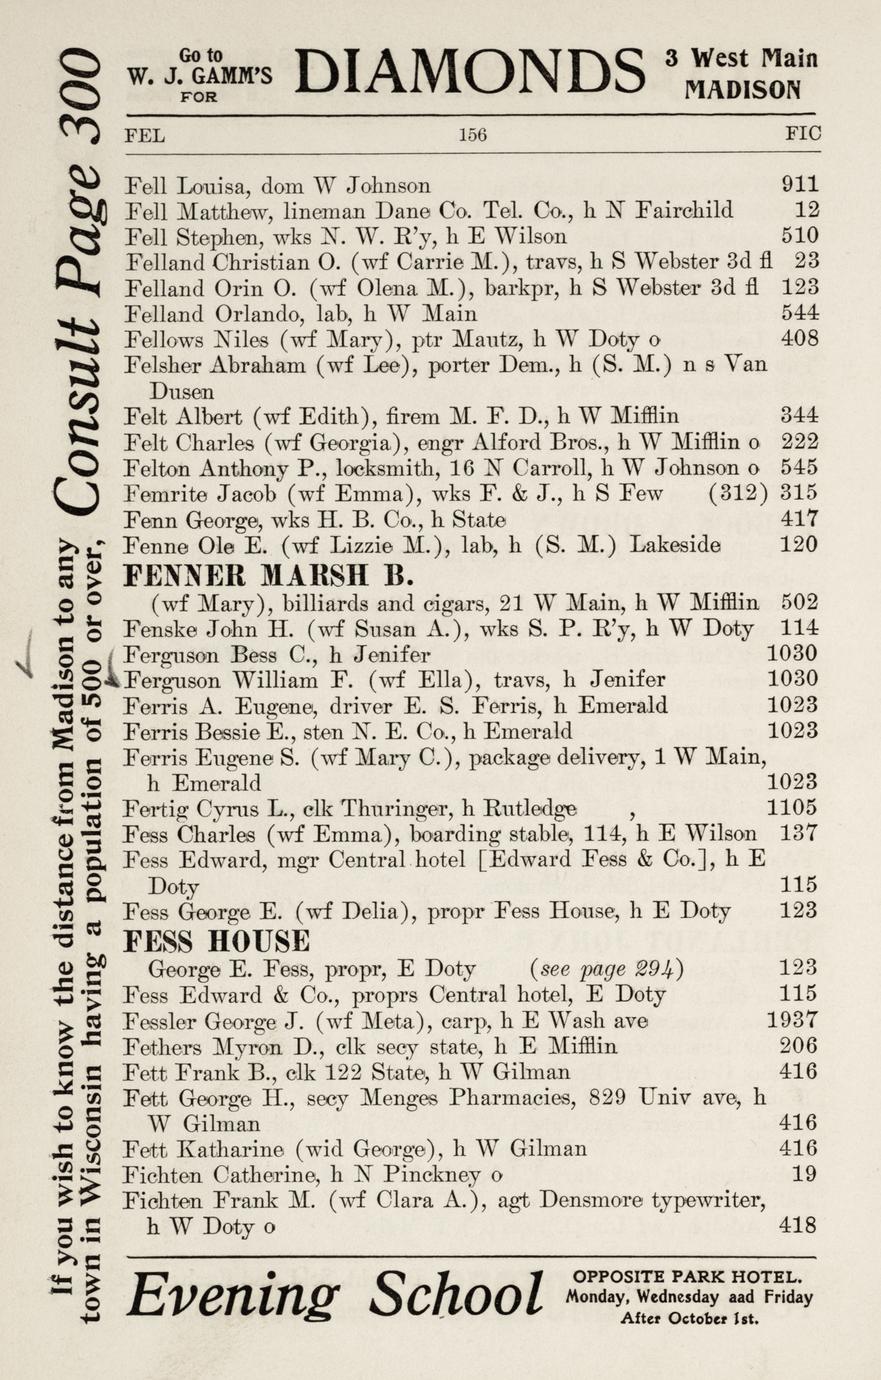 Go to
W. J. GAMM'S
FOR
DIAMONDS
3 West Main
MADISON
FEL 156 FIC
Fell Louisa, dom W Johnson 911
Fell Matthew, lineman Dane Co. Tel. Co., h N Fairchild 12
Fell Stephen, wks N. W. R'y, h E Wilson 510
Felland Christian O. (wf Carrie M.), travs, h S Webster 3d fl 23
Felland Orin O. (wf Olena M.), barkpr, h S Webster 3d fl 123
Felland Orlando, lab, h W Main 544
Fellows Niles (wf Mary), ptr Mautz, h W Doty o 408
Felsher Abraham (wf Lee), porter Dem., h (S. M.) n s Van
Dusen
Felt Albert (wf Edith), firem M. F. D., h W Mifflin 344
Felt Charles (wf Georgia), engr Alford Bros., h W Mifflin o 222
Felton Anthony P., locksmith, 16 N Carroll, h W Johnson o 545
Femrite Jacob (wf Emma), wks F. & J., h S Few (312) 315
Fenn George, wks H. B. Co., h State 417
Fenne Ole E. (wf Lizzie M.), lab, h (S. M.) Lakeside 120
FENNER MARSH B.
(wf Mary), billiards and cigars, 21 W Main, h W Mifflin 502
Fenske John H. (wf Susan A.), wks S. P. R'y, h W Doty 114
Ferguson Bess C., h Jenifer 1030
Ferguson William F. (wf Ella), travs, h Jenifer 1030
Ferris A. Eugene, driver E. S. Ferris, h Emerald 1023
Ferris Bessie E., sten N. E. Co., h Emerald 1023
Ferris Eugene S. (wf Mary C.), package delivery, 1 W Main,
h Emerald 1023
Fertig Cyrus L., clk Thuringer, h Rutledge , 1105
Fess Charles (wf Emma), boarding stable, 114, h E Wilson 137
Fess Edward, mgr Central hotel [Edward Fess & Co.], h E
Doty 115
Fess George E. (wf Delia), propr Fess House, h E Doty 123
FESS HOUSE
George E. Fess, propr, E Doty (see page 294) 123
Fess Edward & Co., proprs Central hotel, E Doty 115
Fessler George J. (wf Meta), carp, h E Wash ave 1937
Fethers Myron D., clk secy state, h E Mifflin 206
Fett Frank B., clk 122 State, h W Gilman 416
Fett George H., secy Menges Pharmacies, 829 Univ ave, h
W Gilman 416
Fett Katharine (wid George), h W Gilman 416
Fichten Catherine, h N Pinckney o 19
Fichten Frank M. (wf Clara A.), agt Densmore typewriter,
h W Doty o 418
Evening School
OPPOSITE PARK HOTEL.
Monday, Wednesday aad Friday
After October 1st.
If you wish to know the distance from Madison to any
town in Wisconsin having a population of 500 or over,
Consult Page 300